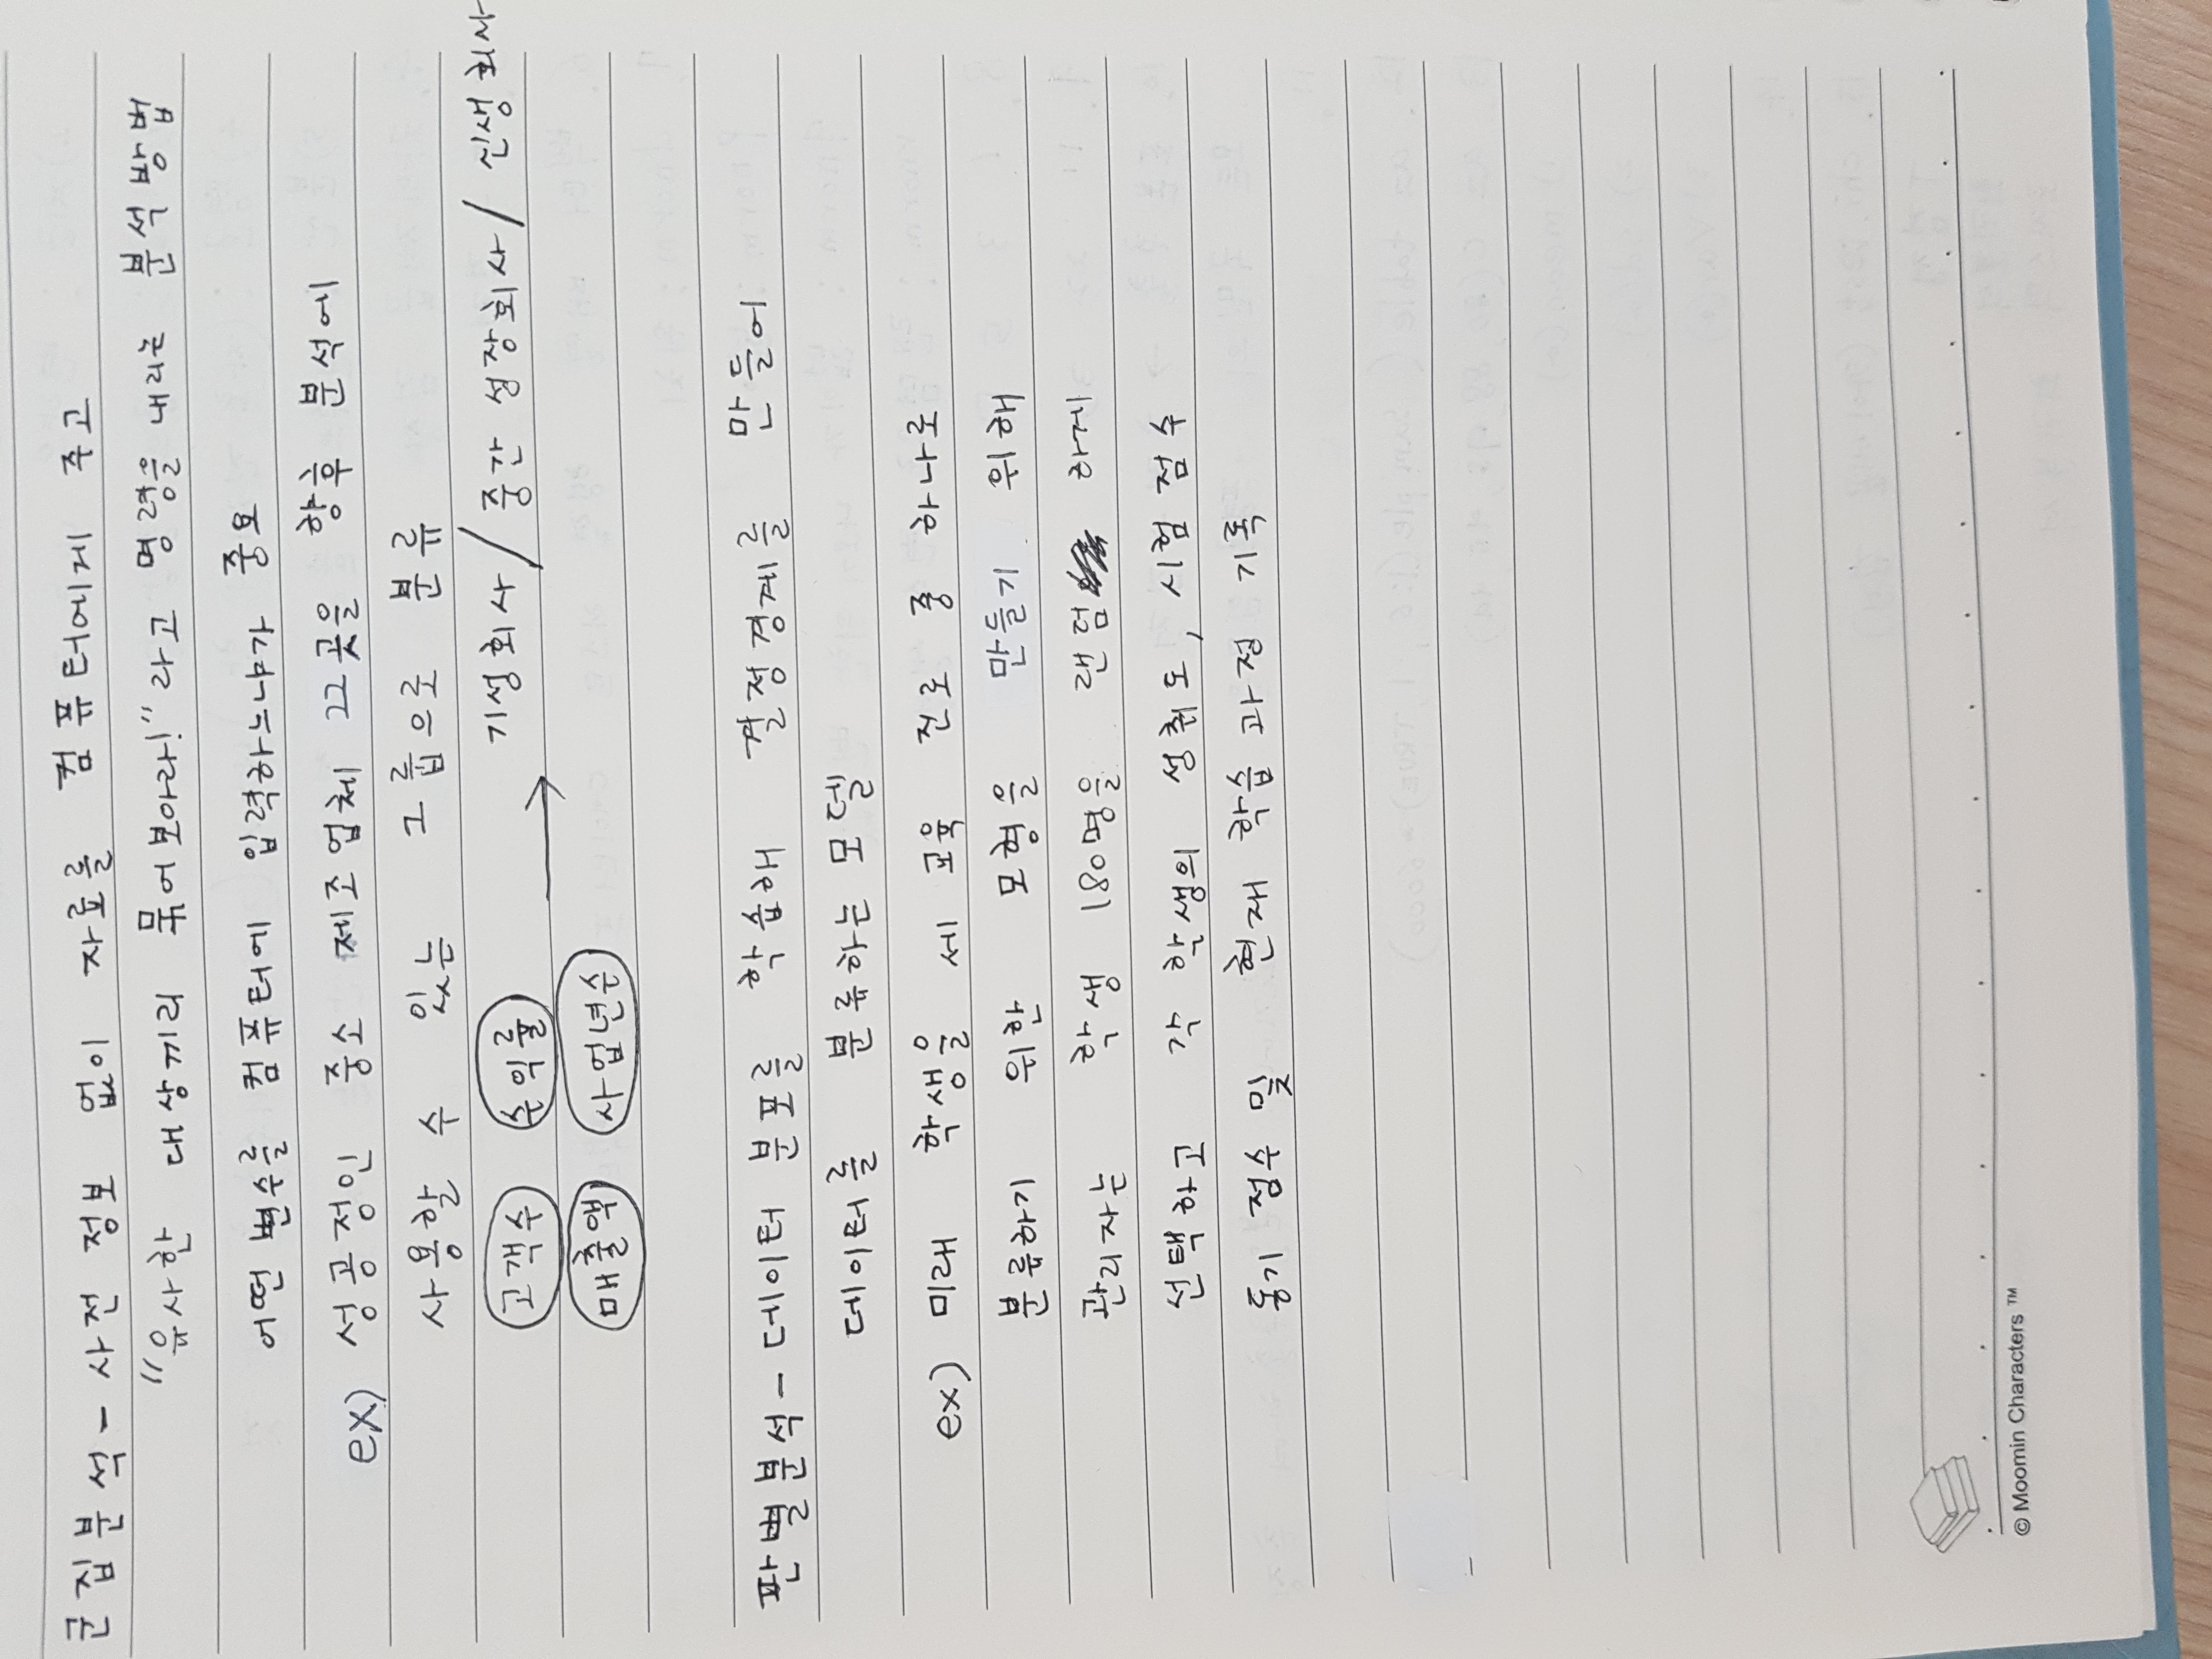 군집분석 - 사전 정보 없이 자료를 컴퓨터에게 주고
"유사한 대상끼리 묶어보아라!"라고 명령을 내리는 분석방법
어떤 변수를 컴퓨터에 입력하느냐가 중요
ex) 성공정인 중소 제조업체 22곳을 향후 분석에
사용할 수 있는 그룹으로 분류
고객수 수익률 → 기성회사 / 중간 성장회사 / 신생회사
매출액 사업년수
판별분석 - 데이터 분포를 학습해 결정경계를 만들어
데이터를 분류하는 모델
ex) 미래 학생을 세 교육 진로 중 하나로
분류하기 위한 모형을 만들기 위해
관리자는 학생 180명을 랜덤 하게
선택하고 각 학생의 성취도, 시험 점수
동기 점수 및 현재 학습 과정 기록
© Moomin Characters ™